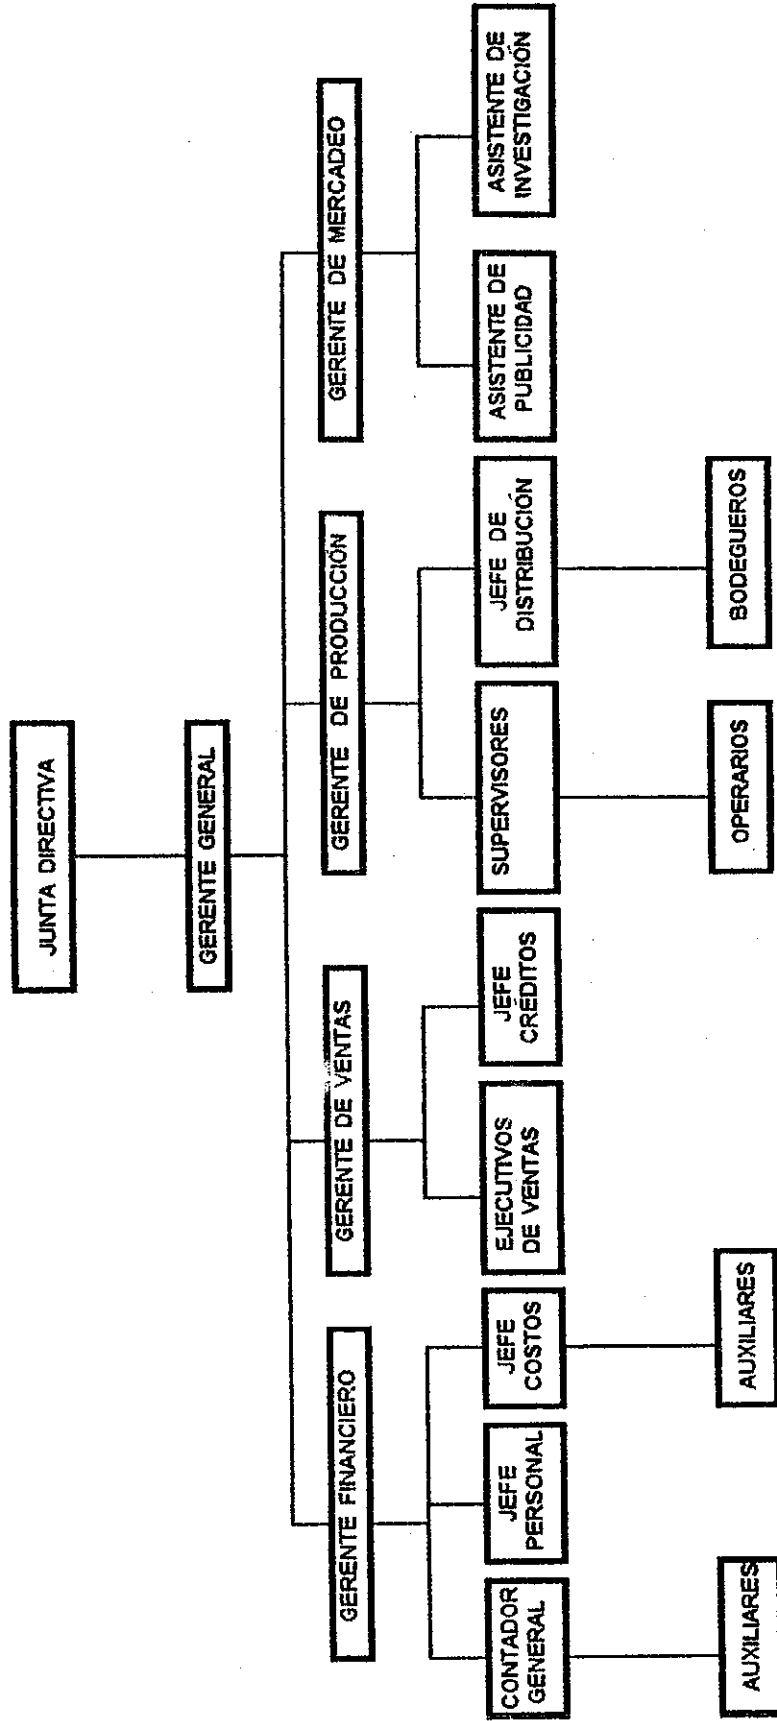 JUNTA DIRECTIVA
GERENTE GENERAL
GERENTE FINANCIERO
GERENTE DE VENTAS
GERENTE DE PRODUCCIÓN
GERENTE DE MERCADEO
CONTADOR
GENERAL
JEFE
PERSONAL
JEFE
COSTOS
EJECUTIVOS
DE VENTAS
JEFE
CRÉDITOS
SUPERVISORES
JEFE DE
DISTRIBUCIÓN
ASISTENTE DE
PUBLICIDAD
ASISTENTE DE
INVESTIGACIÓN
AUXILIARES
AUXILIARES
OPERARIOS
BODEGUEROS